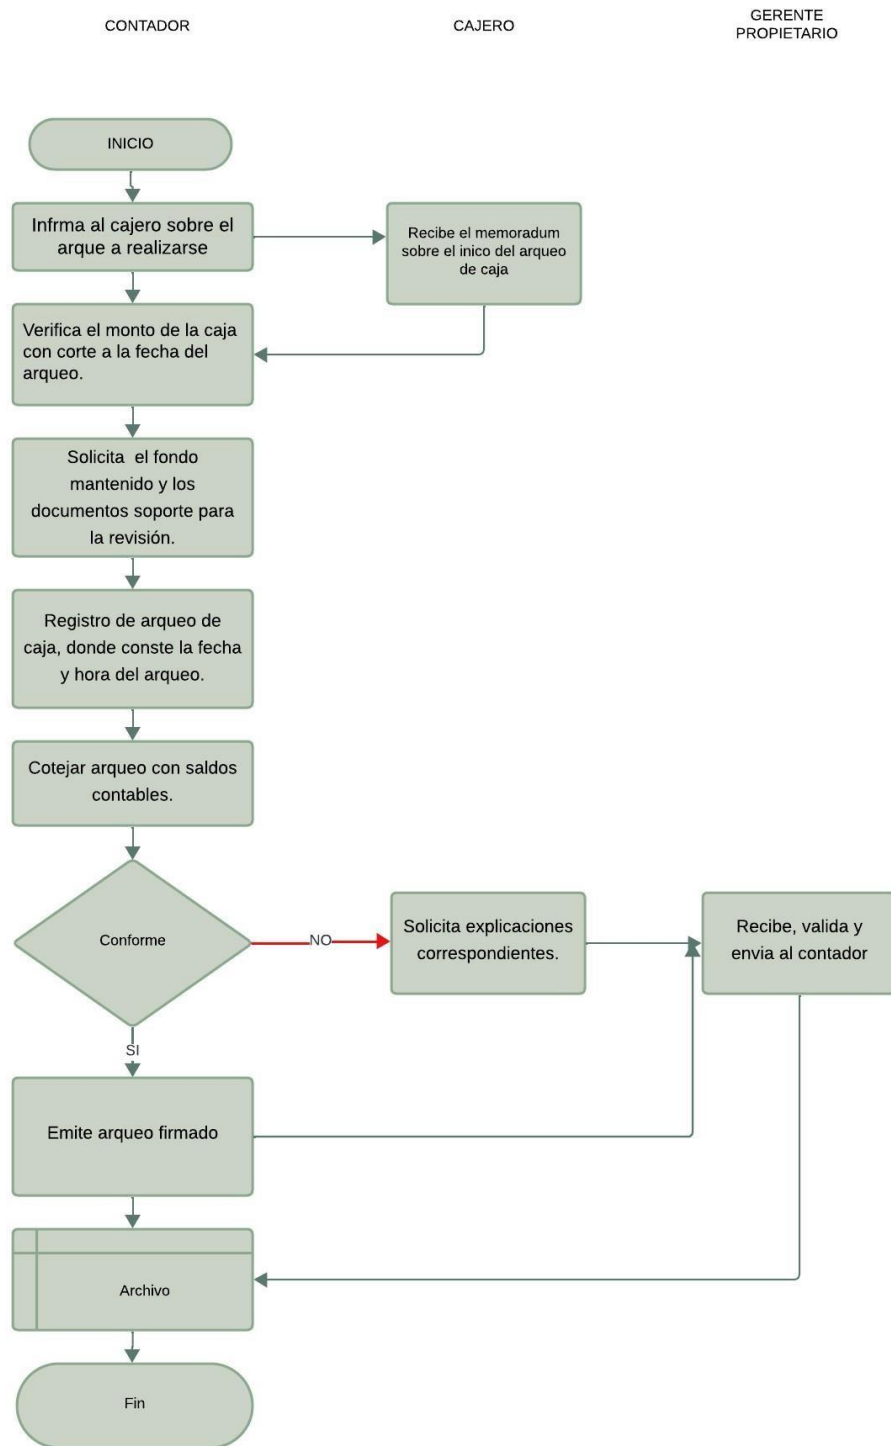 CONTADOR
CAJERO
GERENTE
PROPIETARIO
INICIO
Infrma al cajero sobre el
arque a realizarse
Recibe el memoradum
sobre el inico del arqueo
de caja
Verifica el monto de la caja
con corte a la fecha del
arqueo.
Solicita el fondo
mantenido y los
documentos soporte para
la revisión.
Registro de arqueo de
caja, donde conste la fecha
y hora del arqueo.
Cotejar arqueo con saldos
contables.
Conforme
NO
Solicita explicaciones
correspondientes.
Recibe, valida y
envia al contador
SI
Emite arqueo firmado
Archivo
Fin